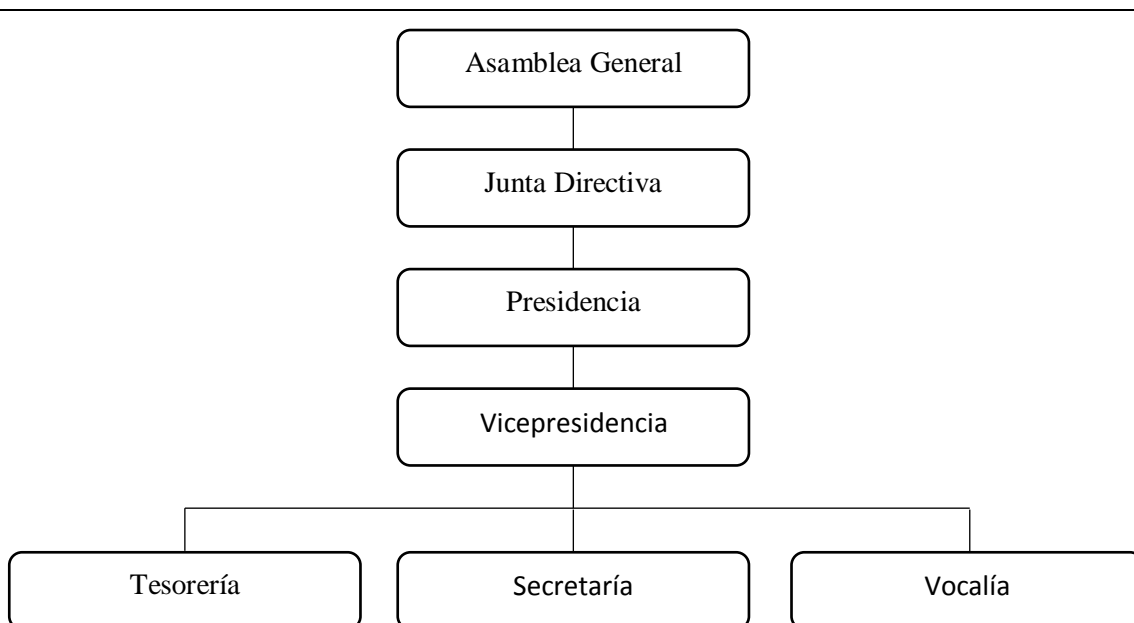 Asamblea General
Junta Directiva
Presidencia
Vicepresidencia
Tesorería
Secretaría
Vocalía